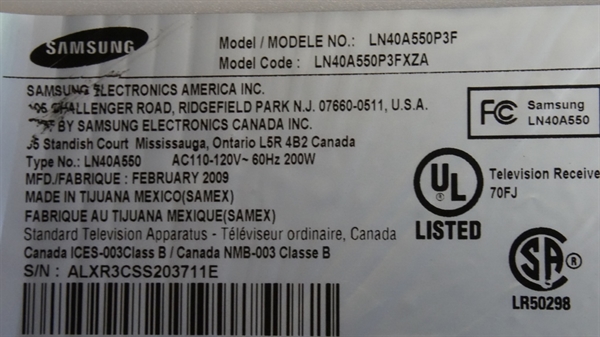 SAMSUNG
Model / MODELE NO.: LN40A550P3F
Model Code : LN40A550P3FXZA
SAMSUNG ELECTRONICS AMERICA INC.
CHALLENGER ROAD, RIDGEFIELD PARK N.J. 07660-0511, U.S.A.
BY SAMSUNG ELECTRONICS CANADA INC.
Standish Court Mississauga, Ontario L5R 4B2 Canada
Type No.: LN40A550 AC110-120V~ 60Hz 200W
MFD./FABRIQUE : FEBRUARY 2009
MADE IN TIJUANA MEXICO(SAMEX)
FABRIQUE AU TIJUANA MEXIQUE(SAMEX)
Standard Television Apparatus - Téléviseur ordinaire, Canada
Canada ICES-003Class B / Canada NMB-003 Classe B
S/N : ALXR3CSS203711E
FC Samsung
LN40A550
UL
LISTED
Television Receive
70FJ
SA
LR50298